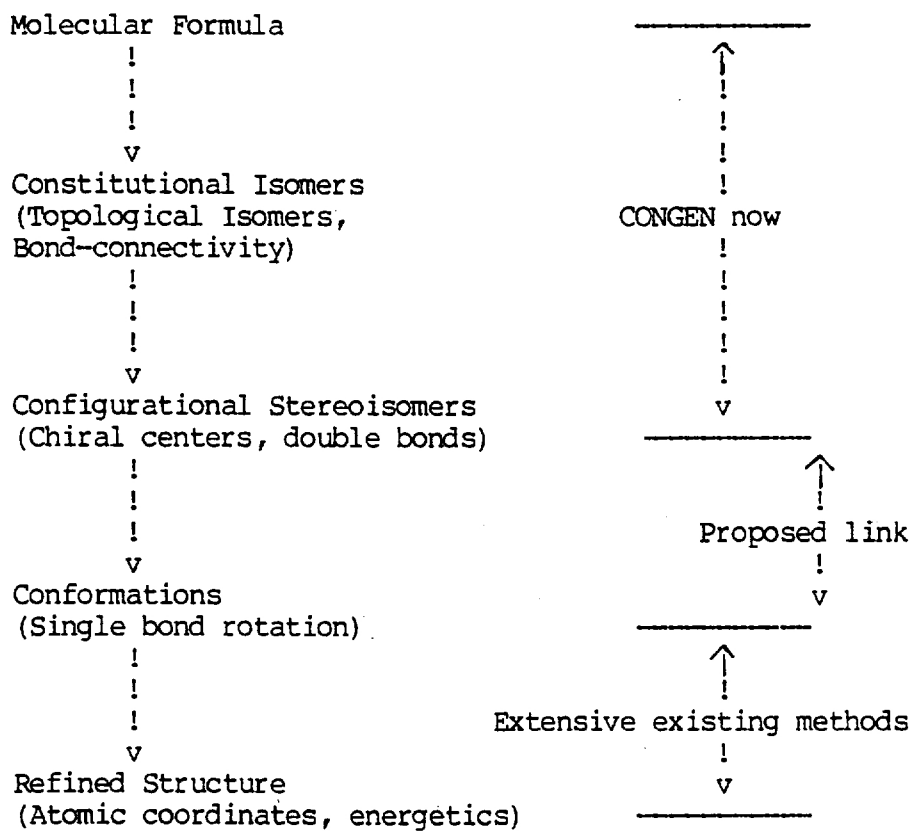 Molecular Formula
!
!
!
v
Constitutional Isomers
(Topological Isomers,
Bond-connectivity)
!
!
!
v
Configurational Stereoisomers
(Chiral centers, double bonds)
!
!
!
v
Conformations
(Single bond rotation)
!
!
!
v
Refined Structure
(Atomic coordinates, energetics)
!
!
!
!
CONGEN now
!
!
!
!
!
v
!
Proposed link
!
v
!
Extensive existing methods
!
v